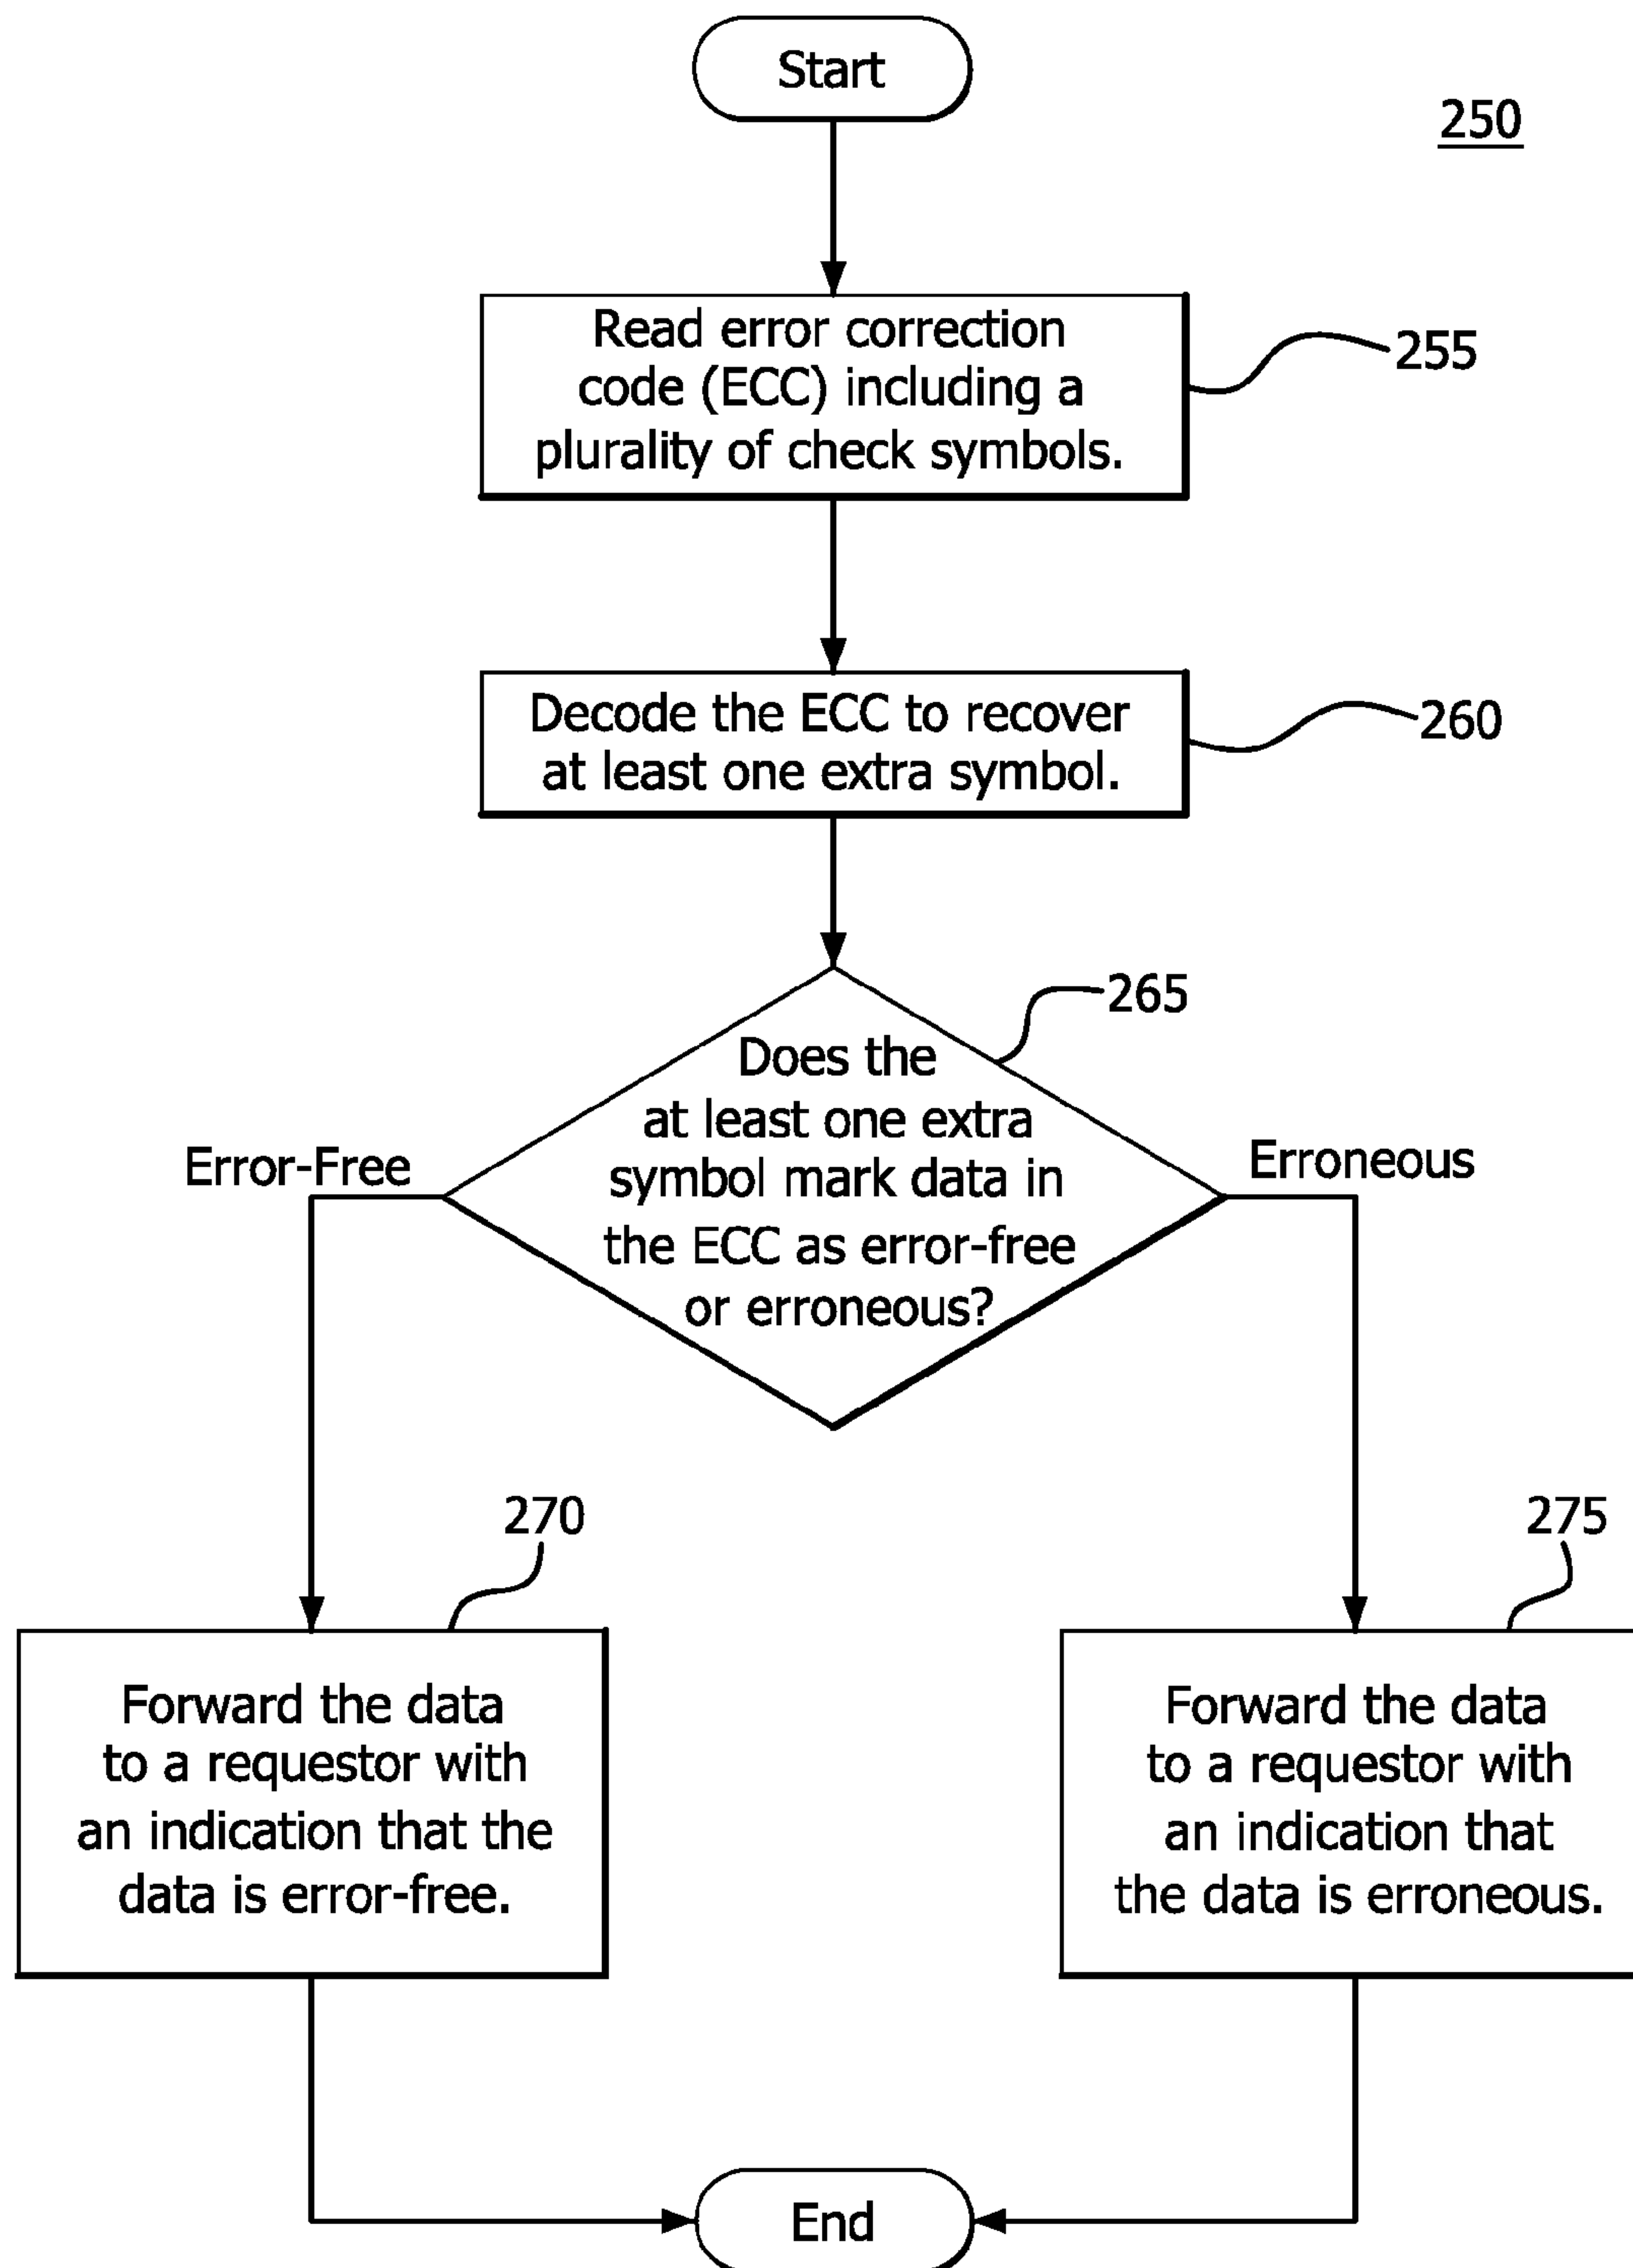 Start
250
Read error correction
code (ECC) including a
plurality of check symbols.
255
Decode the ECC to recover
at least one extra symbol.
260
265
Does the
at least one extra
symbol mark data in
the ECC as error-free
or erroneous?
Error-Free
Erroneous
270
275
Forward the data
to a requestor with
an indication that the
data is error-free.
Forward the data
to a requestor with
an indication that
the data is erroneous.
End